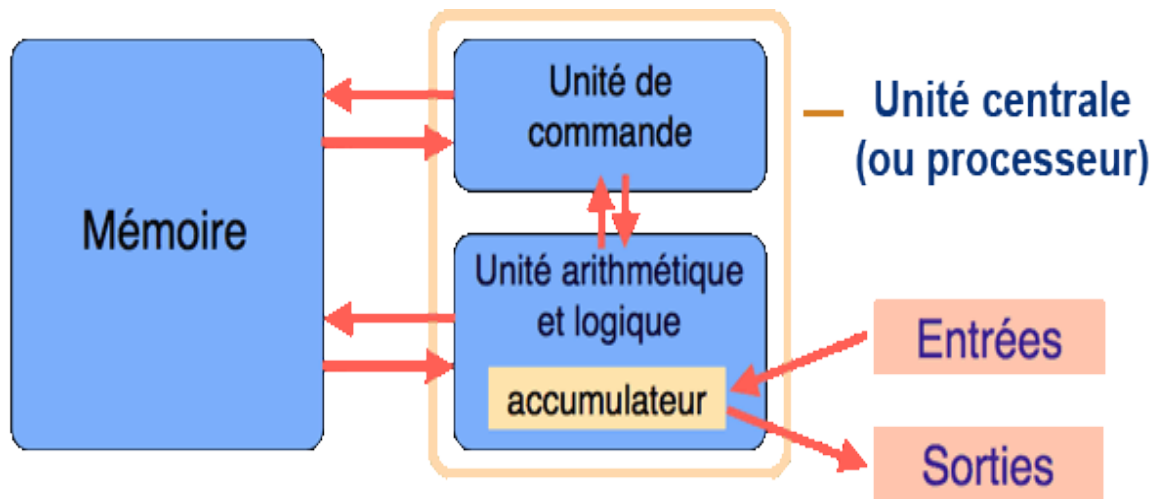 Mémoire
Unité de
commande
Unité arithmétique
et logique
accumulateur
Unité centrale
(ou processeur)
Entrées
Sorties